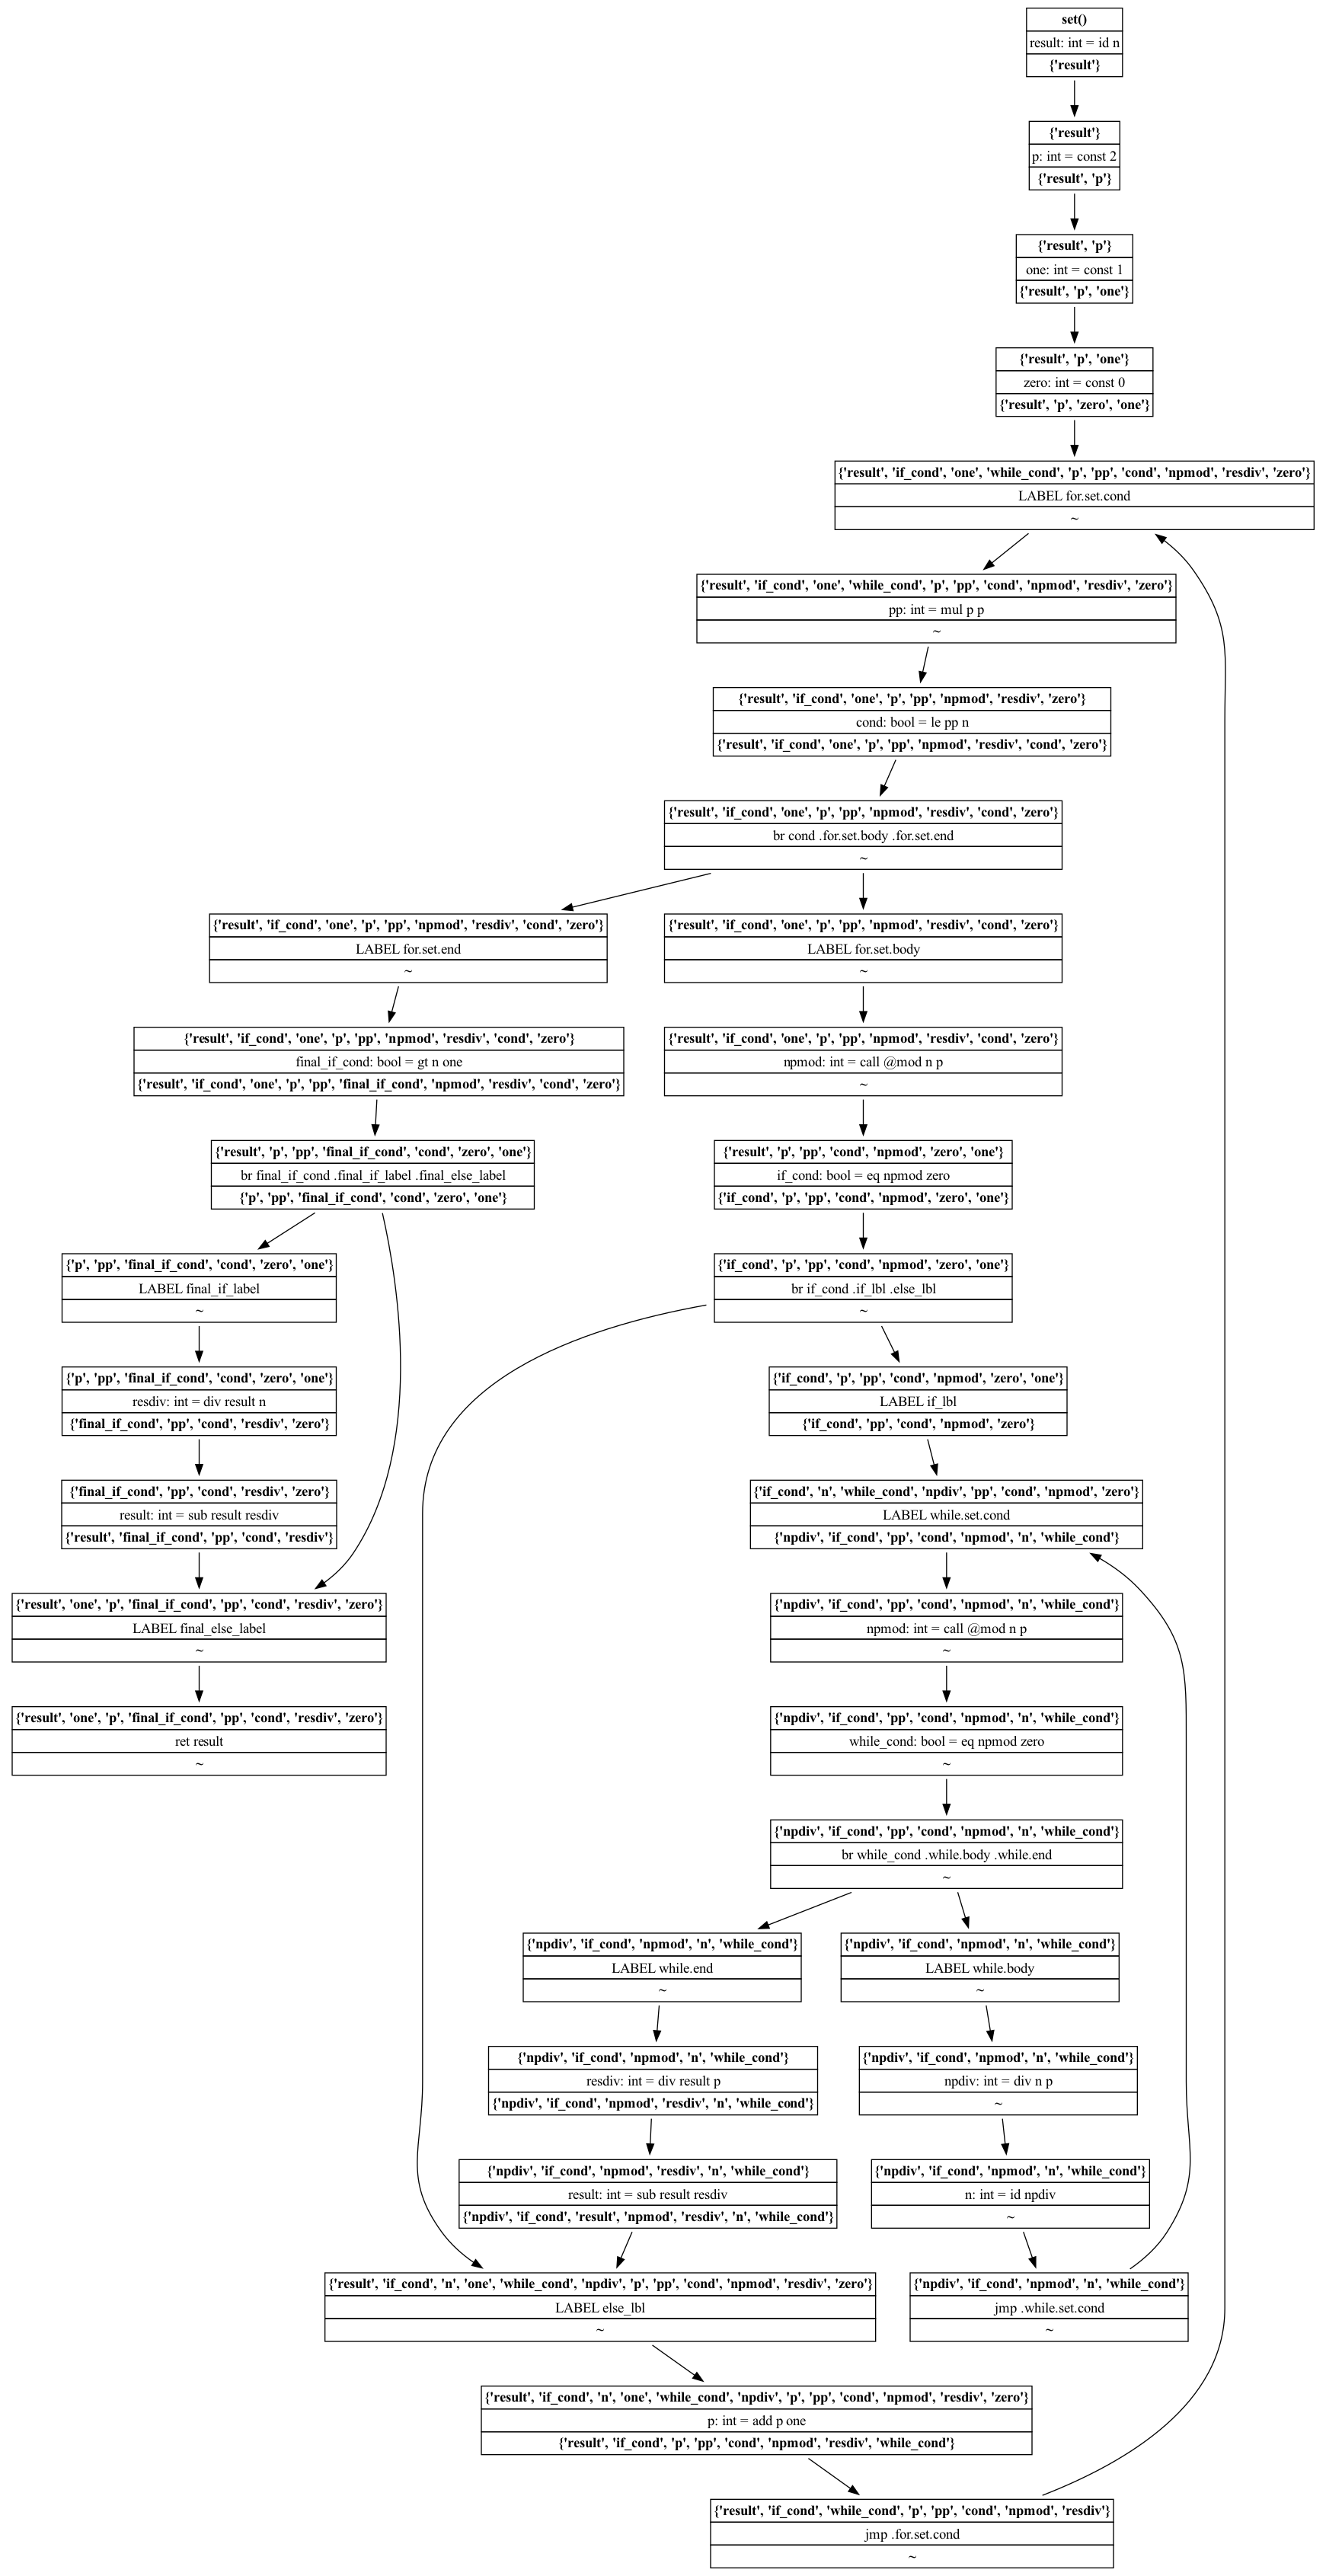 set()
result: int = id n
{'result'}
{'result'}
p: int = const 2
{'result', 'p'}
{'result', 'p'}
one: int = const 1
{'result', 'p', 'one'}
{'result', 'p', 'one'}
zero: int = const 0
{'result', 'p', 'zero', 'one'}
{'result', 'if_cond', 'one', 'while_cond', 'p', 'pp', 'cond', 'npmod', 'resdiv', 'zero'}
LABEL for.set.cond
~
{'result', 'if_cond', 'one', 'while_cond', 'p', 'pp', 'cond', 'npmod', 'resdiv', 'zero'}
pp: int = mul p p
~
{'result', 'if_cond', 'one', 'p', 'pp', 'npmod', 'resdiv', 'zero'}
cond: bool = le pp n
{'result', 'if_cond', 'one', 'p', 'pp', 'npmod', 'resdiv', 'cond', 'zero'}
{'result', 'if_cond', 'one', 'p', 'pp', 'npmod', 'resdiv', 'cond', 'zero'}
br cond .for.set.body .for.set.end
~
{'result', 'if_cond', 'one', 'p', 'pp', 'npmod', 'resdiv', 'cond', 'zero'}
LABEL for.set.end
~
{'result', 'if_cond', 'one', 'p', 'pp', 'npmod', 'resdiv', 'cond', 'zero'}
LABEL for.set.body
~
{'result', 'if_cond', 'one', 'p', 'pp', 'npmod', 'resdiv', 'cond', 'zero'}
final_if_cond: bool = gt n one
{'result', 'if_cond', 'one', 'p', 'pp', 'final_if_cond', 'npmod', 'resdiv', 'cond', 'zero'}
{'result', 'if_cond', 'one', 'p', 'pp', 'npmod', 'resdiv', 'cond', 'zero'}
npmod: int = call @mod n p
~
{'result', 'p', 'pp', 'final_if_cond', 'cond', 'zero', 'one'}
br final_if_cond .final_if_label .final_else_label
{'p', 'pp', 'final_if_cond', 'cond', 'zero', 'one'}
{'result', 'p', 'pp', 'cond', 'npmod', 'zero', 'one'}
if_cond: bool = eq npmod zero
{'if_cond', 'p', 'pp', 'cond', 'npmod', 'zero', 'one'}
{'p', 'pp', 'final_if_cond', 'cond', 'zero', 'one'}
LABEL final_if_label
~
{'if_cond', 'p', 'pp', 'cond', 'npmod', 'zero', 'one'}
br if_cond .if_lbl .else_lbl
~
{'p', 'pp', 'final_if_cond', 'cond', 'zero', 'one'}
resdiv: int = div result n
{'final_if_cond', 'pp', 'cond', 'resdiv', 'zero'}
{'if_cond', 'p', 'pp', 'cond', 'npmod', 'zero', 'one'}
LABEL if_lbl
{'if_cond', 'pp', 'cond', 'npmod', 'zero'}
{'final_if_cond', 'pp', 'cond', 'resdiv', 'zero'}
result: int = sub result resdiv
{'result', 'final_if_cond', 'pp', 'cond', 'resdiv'}
{'if_cond', 'n', 'while_cond', 'npdiv', 'pp', 'cond', 'npmod', 'zero'}
LABEL while.set.cond
{'npdiv', 'if_cond', 'pp', 'cond', 'npmod', 'n', 'while_cond'}
{'result', 'one', 'p', 'final_if_cond', 'pp', 'cond', 'resdiv', 'zero'}
LABEL final_else_label
~
{'npdiv', 'if_cond', 'pp', 'cond', 'npmod', 'n', 'while_cond'}
npmod: int = call @mod n p
~
{'result', 'one', 'p', 'final_if_cond', 'pp', 'cond', 'resdiv', 'zero'}
ret result
~
{'npdiv', 'if_cond', 'pp', 'cond', 'npmod', 'n', 'while_cond'}
while_cond: bool = eq npmod zero
~
{'npdiv', 'if_cond', 'pp', 'cond', 'npmod', 'n', 'while_cond'}
br while_cond .while.body .while.end
~
{'npdiv', 'if_cond', 'npmod', 'n', 'while_cond'}
LABEL while.end
~
{'npdiv', 'if_cond', 'npmod', 'n', 'while_cond'}
LABEL while.body
~
{'npdiv', 'if_cond', 'npmod', 'n', 'while_cond'}
resdiv: int = div result p
{'npdiv', 'if_cond', 'npmod', 'resdiv', 'n', 'while_cond'}
{'npdiv', 'if_cond', 'npmod', 'n', 'while_cond'}
npdiv: int = div n p
~
{'npdiv', 'if_cond', 'npmod', 'resdiv', 'n', 'while_cond'}
result: int = sub result resdiv
{'npdiv', 'if_cond', 'result', 'npmod', 'resdiv', 'n', 'while_cond'}
{'npdiv', 'if_cond', 'npmod', 'n', 'while_cond'}
n: int = id npdiv
~
{'result', 'if_cond', 'n', 'one', 'while_cond', 'npdiv', 'p', 'pp', 'cond', 'npmod', 'resdiv', 'zero'}
LABEL else_lbl
~
{'npdiv', 'if_cond', 'npmod', 'n', 'while_cond'}
jmp .while.set.cond
~
{'result', 'if_cond', 'n', 'one', 'while_cond', 'npdiv', 'p', 'pp', 'cond', 'npmod', 'resdiv', 'zero'}
p: int = add p one
{'result', 'if_cond', 'p', 'pp', 'cond', 'npmod', 'resdiv', 'while_cond'}
{'result', 'if_cond', 'while_cond', 'p', 'pp', 'cond', 'npmod', 'resdiv'}
jmp .for.set.cond
~